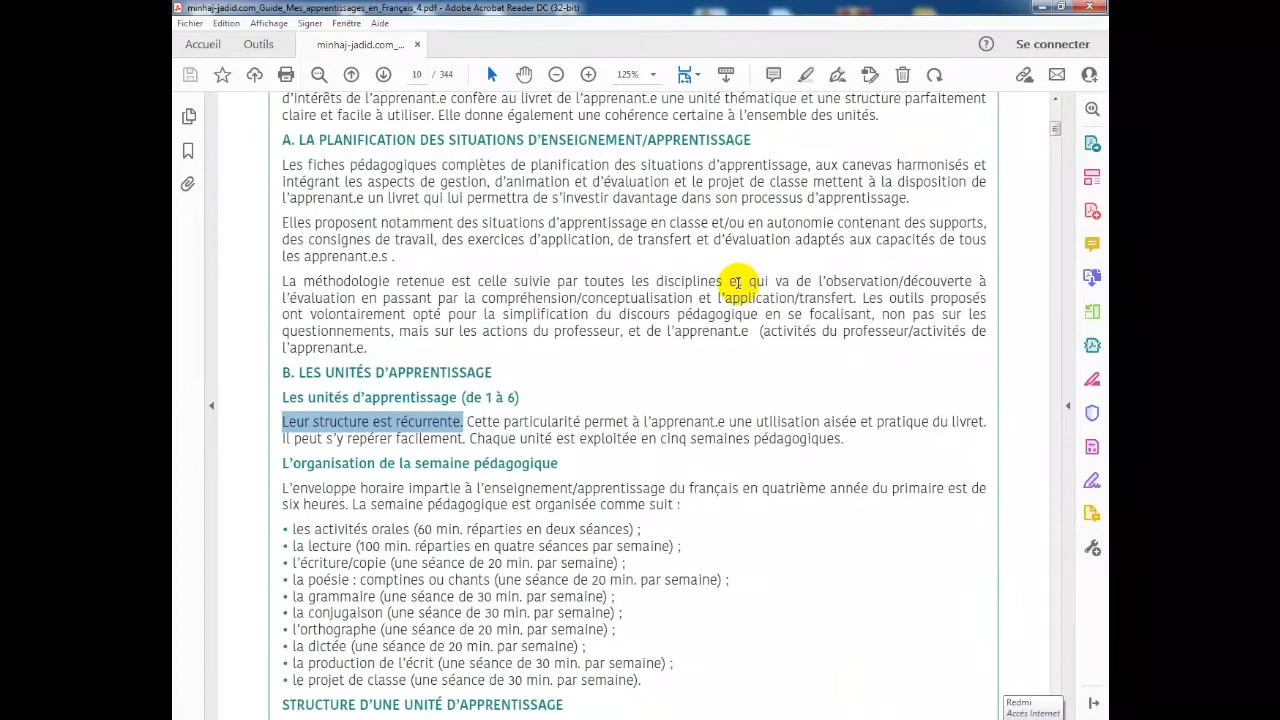 minhaj-jadid.com_Guide_Mes_apprentissages_en_Français_4.pdf - Adobe Acrobat Reader DC (32-bit)
Fichier Edition Affichage Signer Fenêtre Aide
Accueil Outils minhaj-jadid.com_... × Se connecter
10 / 344 125%
d'intérêts de l'apprenant.e confère au livret de l'apprenant.e une unité thématique et une structure parfaitement
claire et facile à utiliser. Elle donne également une cohérence certaine à l'ensemble des unités.
A. LA PLANIFICATION DES SITUATIONS D'ENSEIGNEMENT/APPRENTISSAGE
Les fiches pédagogiques complètes de planification des situations d'apprentissage, aux canevas harmonisés et
intégrant les aspects de gestion, d'animation et d'évaluation et le projet de classe mettent à la disposition de
l'apprenant.e un livret qui lui permettra de s'investir davantage dans son processus d'apprentissage.
Elles proposent notamment des situations d'apprentissage en classe et/ou en autonomie contenant des supports,
des consignes de travail, des exercices d'application, de transfert et d'évaluation adaptés aux capacités de tous
les apprenant.e.s .
La méthodologie retenue est celle suivie par toutes les disciplines et qui va de l'observation/découverte à
l'évaluation en passant par la compréhension/conceptualisation et l'application/transfert. Les outils proposés
ont volontairement opté pour la simplification du discours pédagogique en se focalisant, non pas sur les
questionnements, mais sur les actions du professeur, et de l'apprenant.e (activités du professeur/activités de
l'apprenant.e.
B. LES UNITÉS D'APPRENTISSAGE
Les unités d'apprentissage (de 1 à 6)
Leur structure est récurrente. Cette particularité permet à l'apprenant.e une utilisation aisée et pratique du livret.
Il peut s'y repérer facilement. Chaque unité est exploitée en cinq semaines pédagogiques.
L'organisation de la semaine pédagogique
L'enveloppe horaire impartie à l'enseignement/apprentissage du français en quatrième année du primaire est de
six heures. La semaine pédagogique est organisée comme suit :
• les activités orales (60 min. réparties en deux séances) ;
• la lecture (100 min. réparties en quatre séances par semaine) ;
• l'écriture/copie (une séance de 20 min. par semaine) ;
• la poésie : comptines ou chants (une séance de 20 min. par semaine) ;
• la grammaire (une séance de 30 min. par semaine) ;
• la conjugaison (une séance de 30 min. par semaine) ;
• l'orthographe (une séance de 20 min. par semaine) ;
• la dictée (une séance de 20 min. par semaine) ;
• la production de l'écrit (une séance de 30 min. par semaine) ;
• le projet de classe (une séance de 30 min. par semaine).
STRUCTURE D'UNE UNITÉ D'APPRENTISSAGE
Redmi
Accès Internet